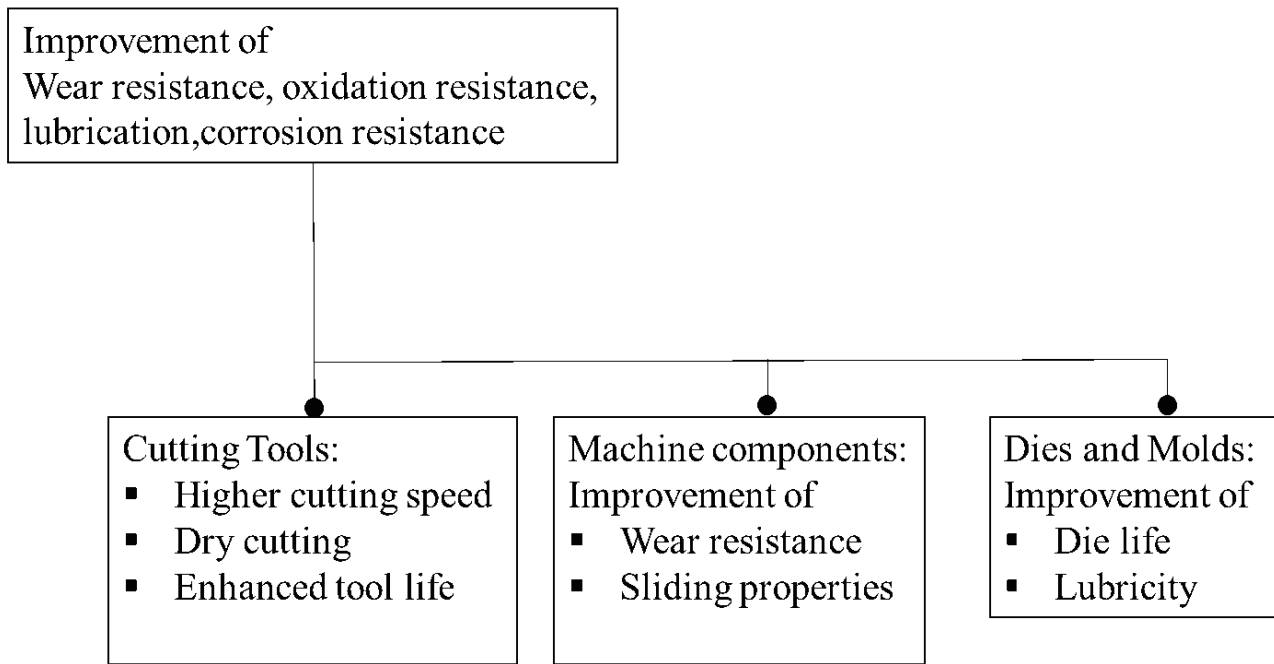 Improvement of
Wear resistance, oxidation resistance,
lubrication,corrosion resistance
Cutting Tools:
▪ Higher cutting speed
▪ Dry cutting
▪ Enhanced tool life
Machine components:
Improvement of
▪ Wear resistance
▪ Sliding properties
Dies and Molds:
Improvement of
▪ Die life
▪ Lubricity